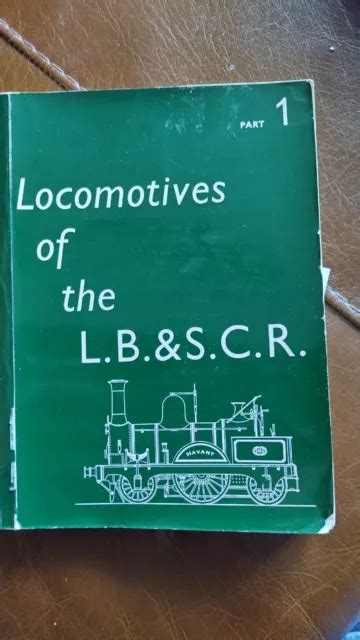 PART 1
Locomotives
of
the
L.B.&S.C.R.
HAVANT